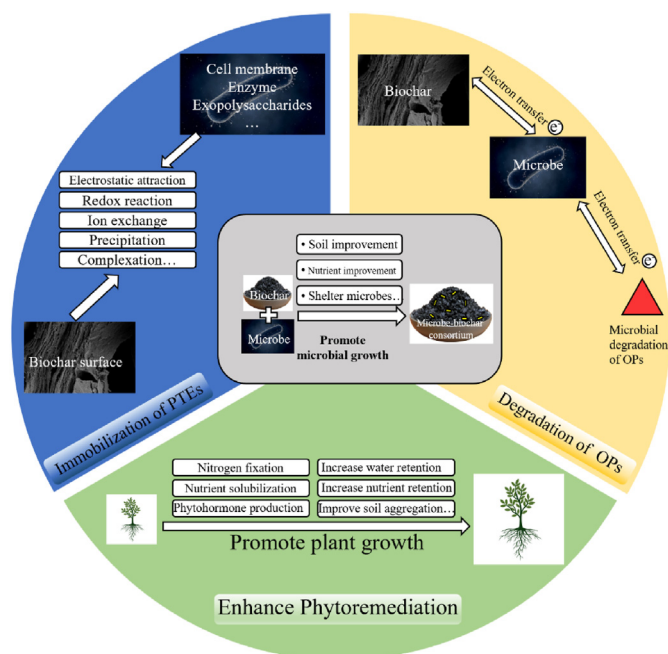 Cell membrane
Enzyme
Exopolysaccharides
…
Electrostatic attraction
Redox reaction
Ion exchange
Precipitation
Complexation…
Biochar surface
Immobilization of PTEs
Biochar
Electron transfer
e⁻
Microbe
Electron transfer
e⁻
Microbial
degradation
of OPs
Degradation of OPs
• Soil improvement
• Nutrient improvement
• Shelter microbes…
Biochar
Microbe
Promote
microbial growth
Microbe-biochar
consortium
Nitrogen fixation
Nutrient solubilization
Phytohormone production
Increase water retention
Increase nutrient retention
Improve soil aggregation…
Promote plant growth
Enhance Phytoremediation